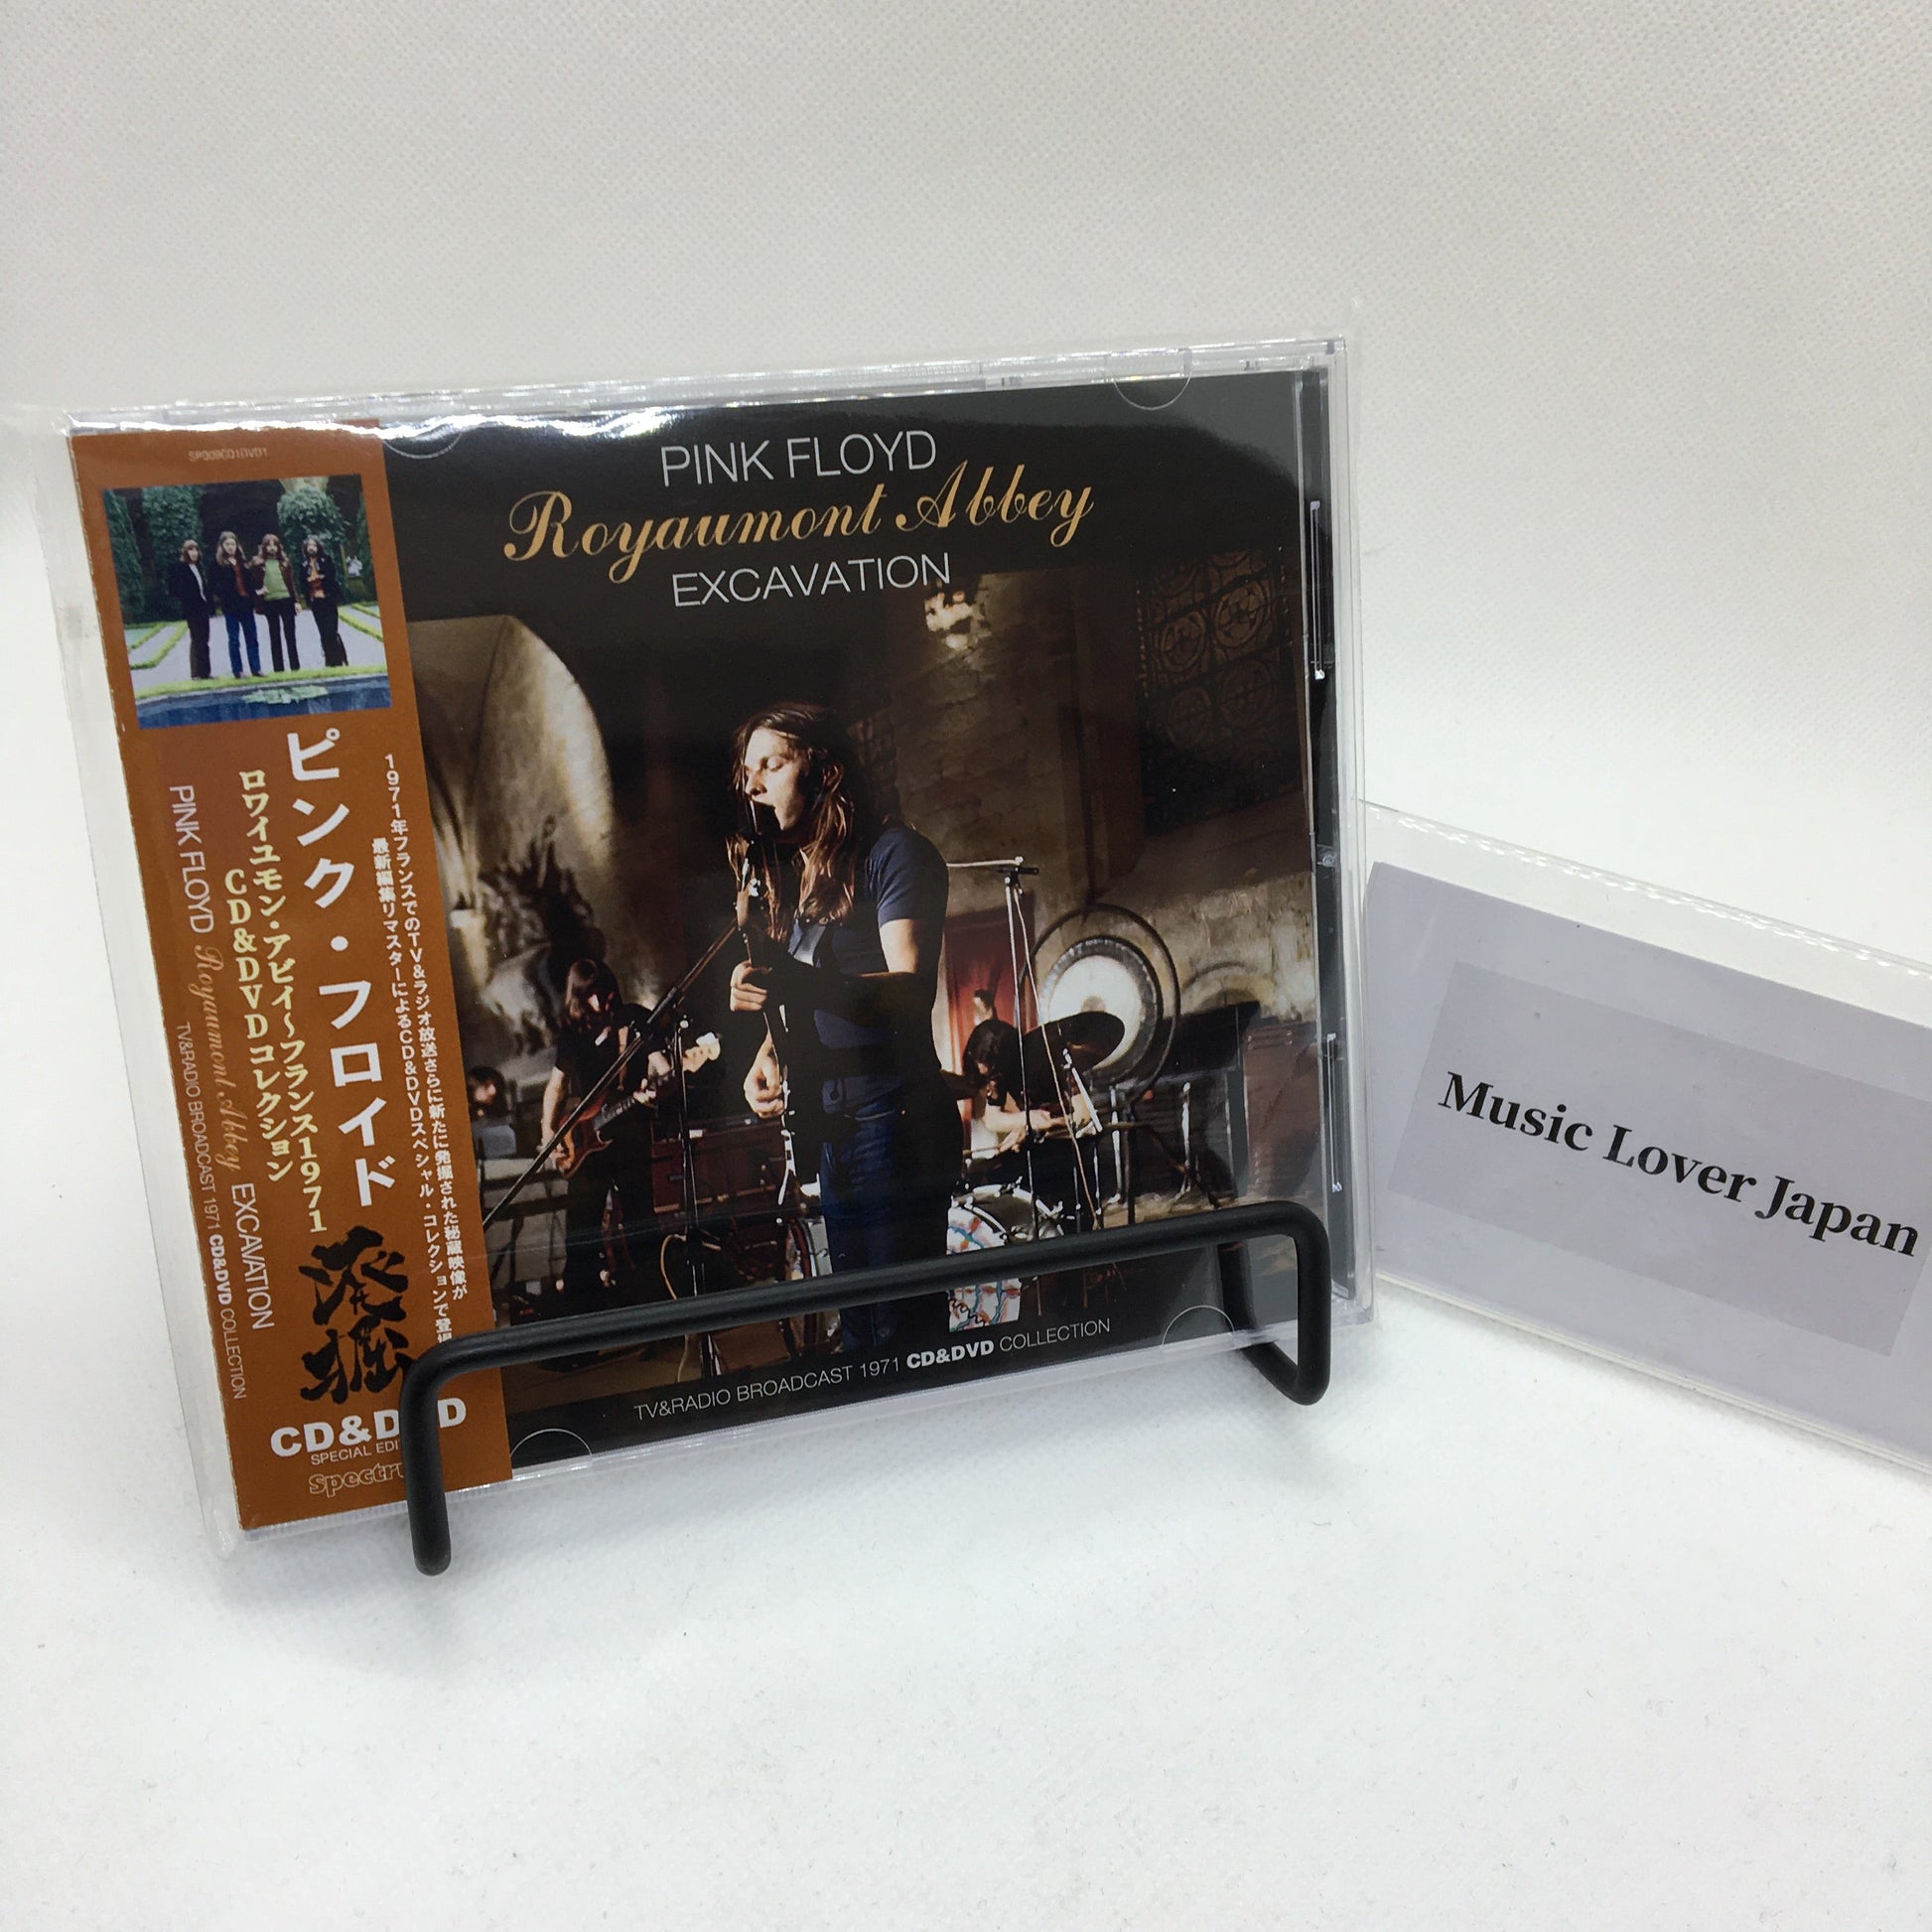 PINK FLOYD
Royaumont Abbey
EXCAVATION
TV&RADIO BROADCAST 1971 CD&DVD COLLECTION
1971年フランスでのTV&ラジオ放送さらに新たに発掘された秘蔵映像が
最新編集リマスターによるCD&DVDスペシャル・コレクションで登場
ピンク・フロイド
発掘
ロワイユモン・アビイ～フランス1971
CD&DVDコレクション
PINK FLOYD Royaumont Abbey EXCAVATION
TV&RADIO BROADCAST 1971 CD&DVD COLLECTION
CD&D D
SPECIAL EDI
Spectr
Music Lover Japan